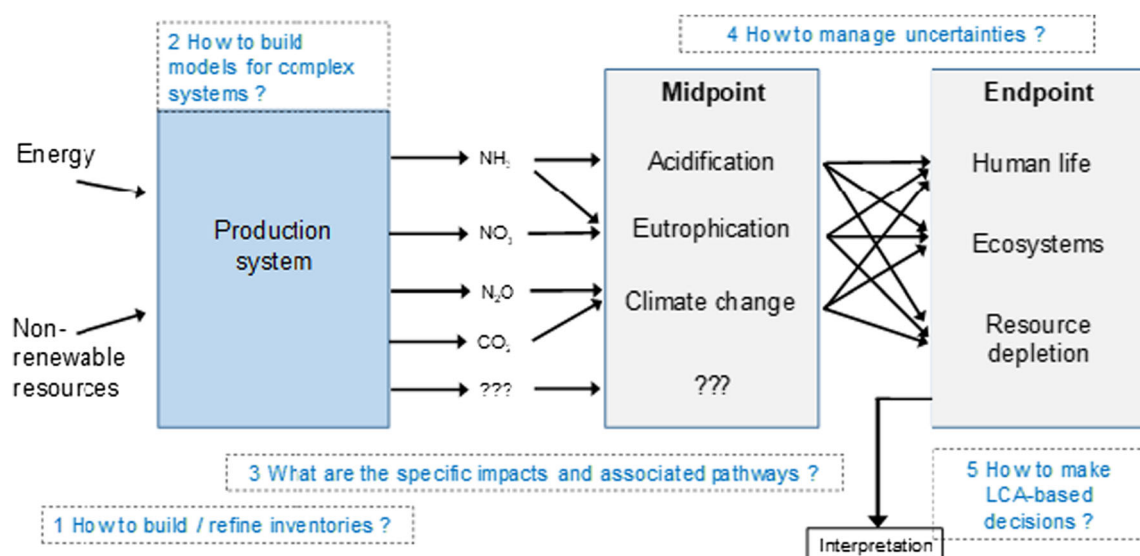 2 How to build
models for complex
systems ?
4 How to manage uncertainties ?
Midpoint
Endpoint
Energy
Production
system
Non-
renewable
resources
NH₃
NO₃
N₂O
CO₂
???
Acidification
Eutrophication
Climate change
???
Human life
Ecosystems
Resource
depletion
3 What are the specific impacts and associated pathways ?
5 How to make
LCA-based
decisions ?
1 How to build / refine inventories ?
Interpretation